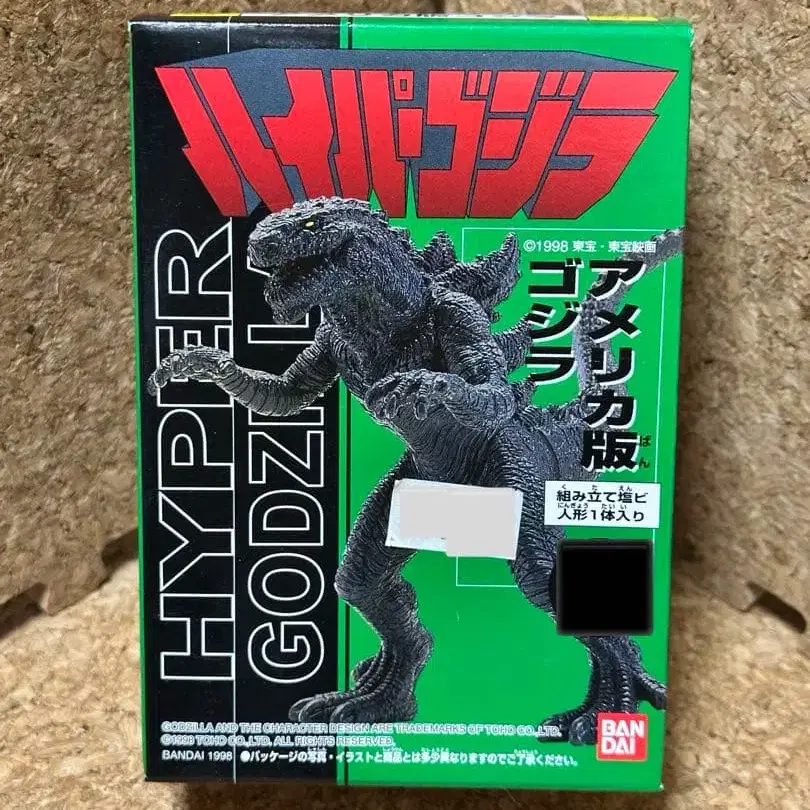 ハイパーゴジラ
HYPER
GODZILLA
©1998 東宝・東宝映画
アメリカ版
ばん
ゴジラ
く た えん
組み立て塩ビ
にんぎょう たいい
人形1体入り
GODZILLA AND THE CHARACTER DESIGN ARE TRADEMARKS OF TOHO CO., LTD.
©1998 TOHO CO., LTD. ALL RIGHTS RESERVED.
BANDAI 1998 ●パッケージの写真・イラストと商品とは多少異なりますのでご了承ください。
BAN
DAI